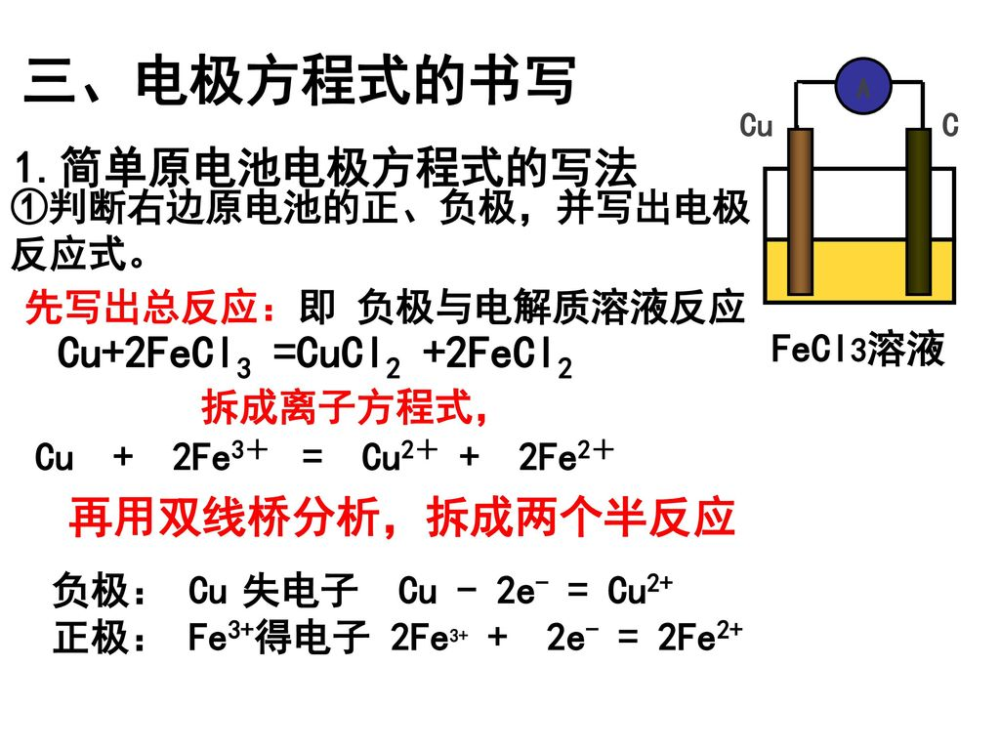 三、电极方程式的书写
A
Cu
C
1.简单原电池电极方程式的写法
①判断右边原电池的正、负极，并写出电极
反应式。
先写出总反应：即 负极与电解质溶液反应
Cu+2FeCl₃ =CuCl₂ +2FeCl₂
FeCl3溶液
拆成离子方程式，
Cu + 2Fe³⁺ = Cu²⁺ + 2Fe²⁺
再用双线桥分析，拆成两个半反应
负极： Cu 失电子 Cu － 2e⁻ = Cu²⁺
正极： Fe³⁺得电子 2Fe³⁺ + 2e⁻ = 2Fe²⁺